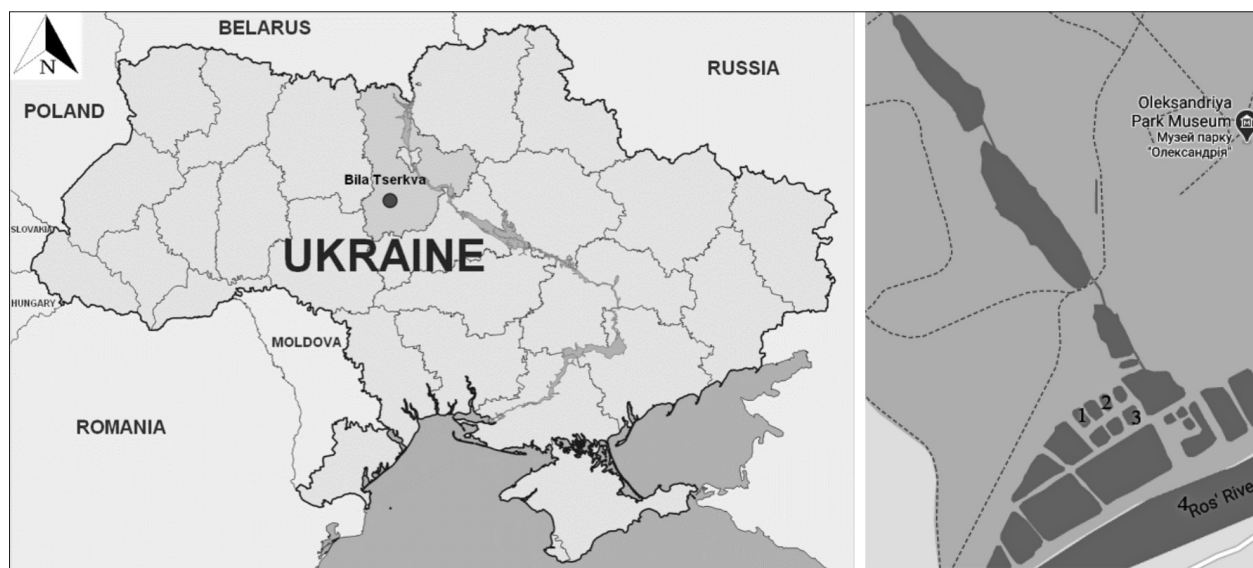 N
BELARUS
POLAND
RUSSIA
Bila Tserkva
UKRAINE
SLOVAKIA
HUNGARY
MOLDOVA
ROMANIA
Oleksandriya
Park Museum
Музей парку
"Олександрія"
1
2
3
4
Ros' River